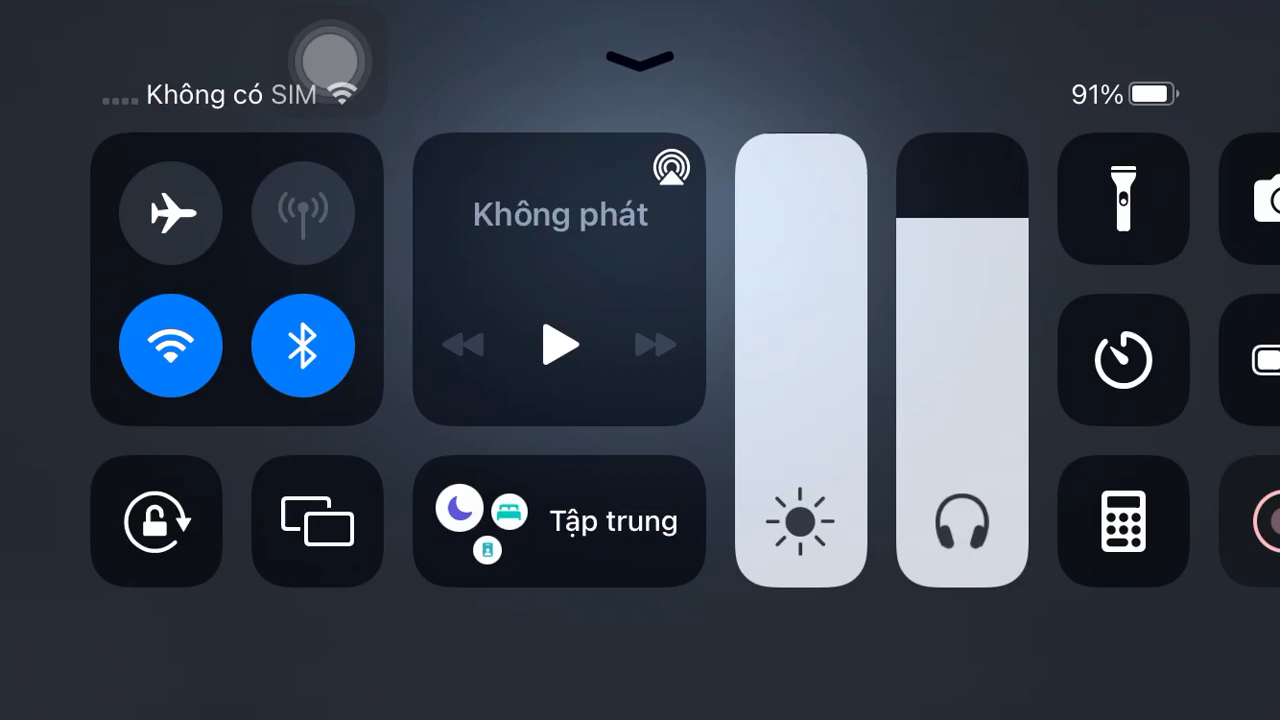 Không có SIM
91%
Không phát
Tập trung